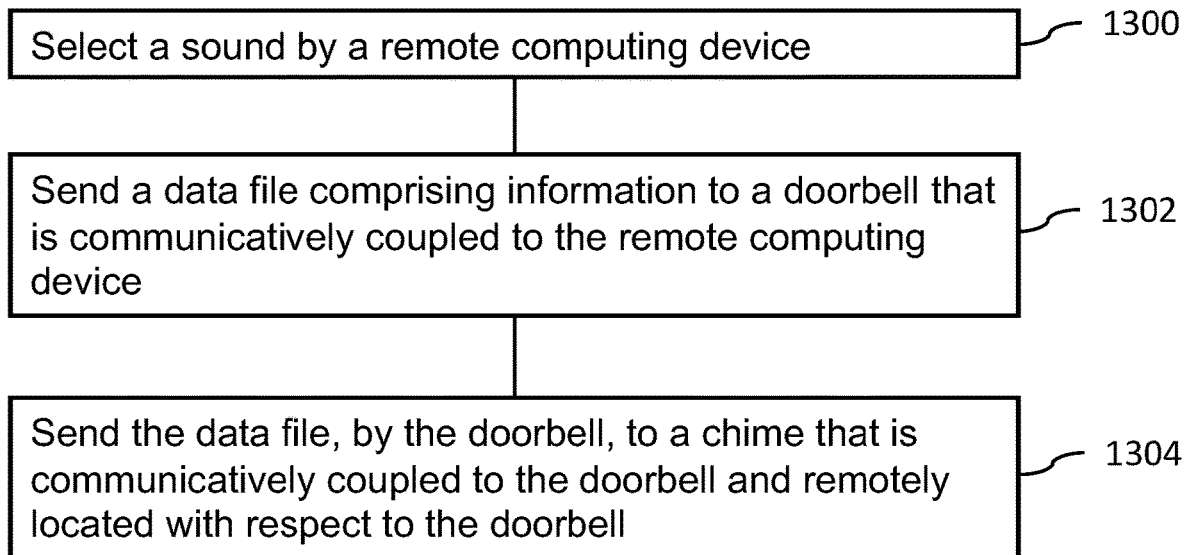 Select a sound by a remote computing device
1300
Send a data file comprising information to a doorbell that
is communicatively coupled to the remote computing
device
1302
Send the data file, by the doorbell, to a chime that is
communicatively coupled to the doorbell and remotely
located with respect to the doorbell
1304